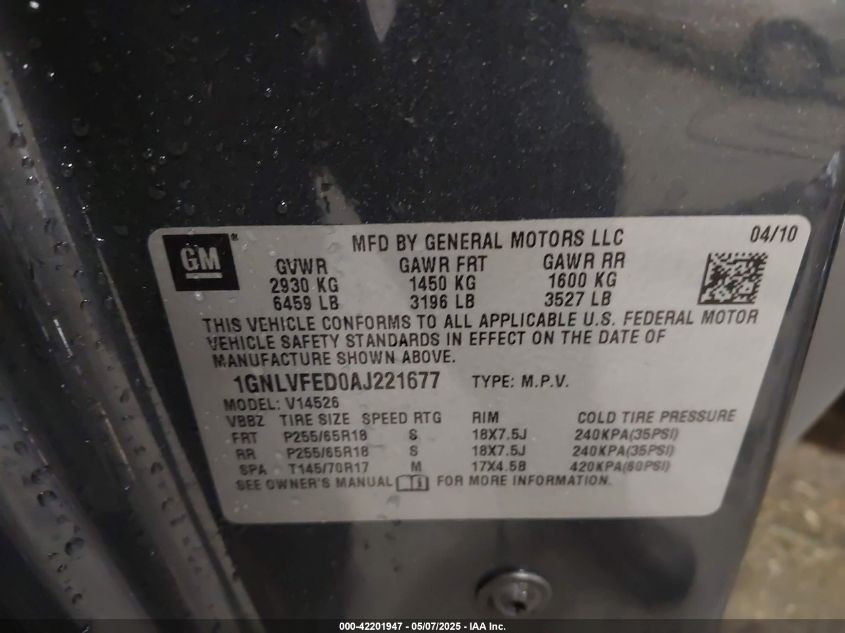 GM
MFD BY GENERAL MOTORS LLC 04/10
GVWR GAWR FRT GAWR RR
2930 KG 1450 KG 1600 KG
6459 LB 3196 LB 3527 LB
THIS VEHICLE CONFORMS TO ALL APPLICABLE U.S. FEDERAL MOTOR
VEHICLE SAFETY STANDARDS IN EFFECT ON THE DATE OF
MANUFACTURE SHOWN ABOVE.
1GNLVFED0AJ221677 TYPE: M.P.V.
MODEL: V14526
VBBZ TIRE SIZE SPEED RTG RIM COLD TIRE PRESSURE
FRT P255/65R18 S 18X7.5J 240KPA(35PSI)
RR P255/65R18 S 18X7.5J 240KPA(35PSI)
SPA T145/70R17 M 17X4.5B 420KPA(60PSI)
SEE OWNER'S MANUAL FOR MORE INFORMATION.
000-42201947 - 05/07/2025 - IAA Inc.